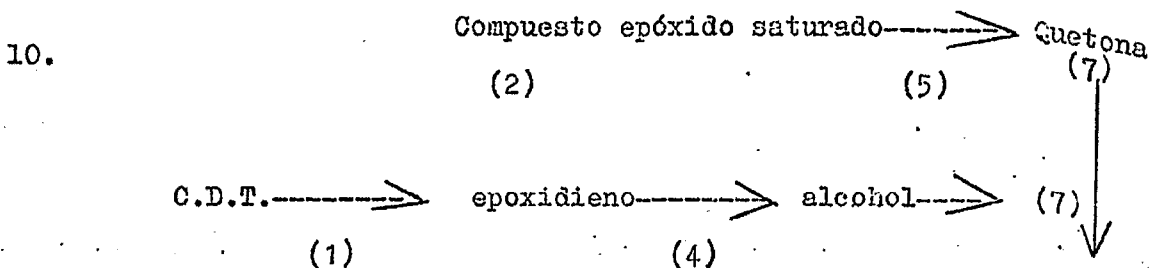 10.
Compuesto epóxido saturado-------> Quetona
(2) (5) (7)
C.D.T.--------> epoxidieno-------> alcohol----> (7)
(1) (4)